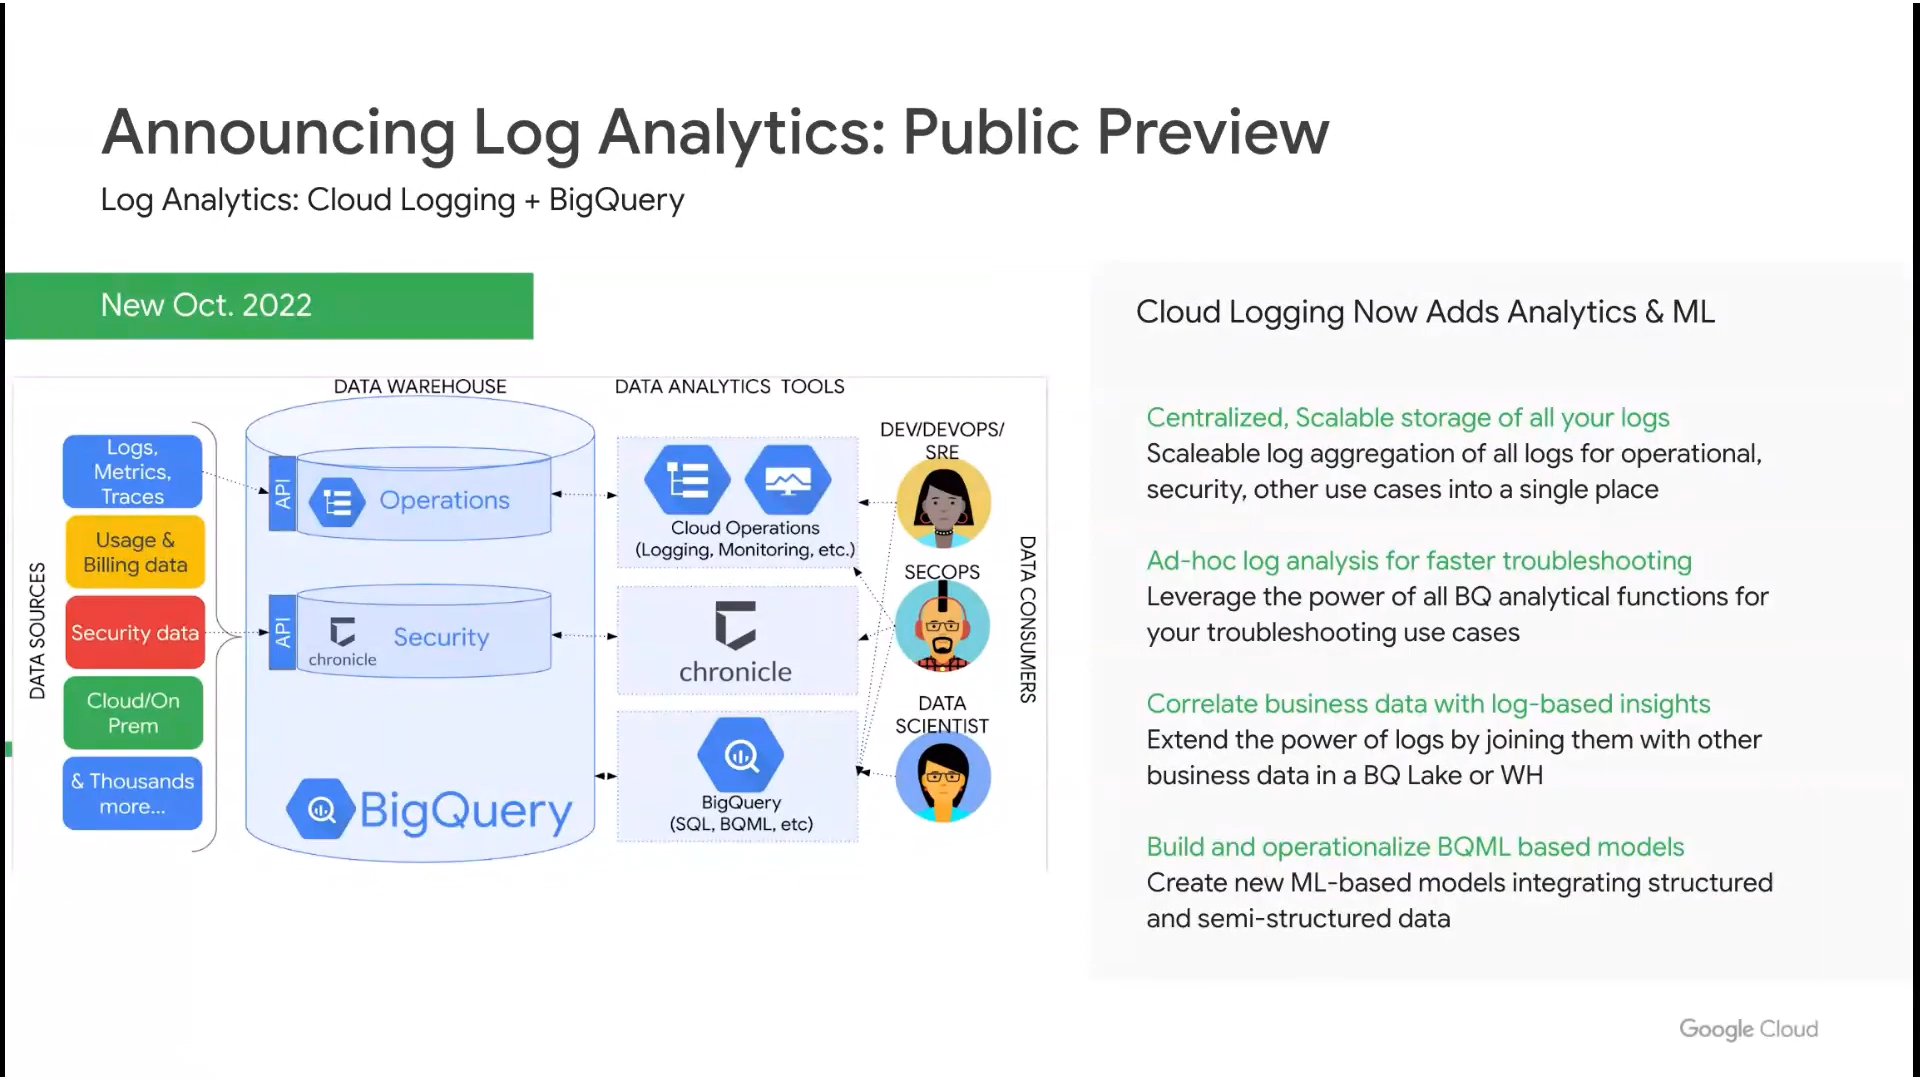 Announcing Log Analytics: Public Preview
Log Analytics: Cloud Logging + BigQuery
New Oct. 2022
DATA SOURCES
Logs,
Metrics,
Traces
Usage &
Billing data
Security data
Cloud/On
Prem
& Thousands
more...
DATA WAREHOUSE
API
Operations
API
chronicle
Security
BigQuery
DATA ANALYTICS TOOLS
Cloud Operations
(Logging, Monitoring, etc.)
chronicle
BigQuery
(SQL, BQML, etc)
DEV/DEVOPS/
SRE
SECOPS
DATA
SCIENTIST
DATA CONSUMERS
Cloud Logging Now Adds Analytics & ML
Centralized, Scalable storage of all your logs
Scaleable log aggregation of all logs for operational,
security, other use cases into a single place
Ad-hoc log analysis for faster troubleshooting
Leverage the power of all BQ analytical functions for
your troubleshooting use cases
Correlate business data with log-based insights
Extend the power of logs by joining them with other
business data in a BQ Lake or WH
Build and operationalize BQML based models
Create new ML-based models integrating structured
and semi-structured data
Google Cloud